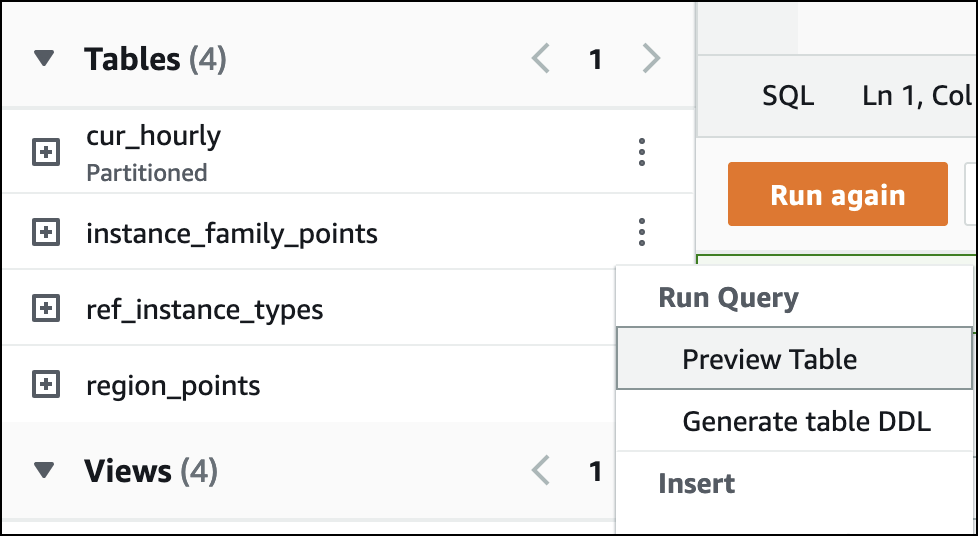 Tables (4) 1
cur_hourly
Partitioned
instance_family_points
ref_instance_types
region_points
Views (4) 1
SQL Ln 1, Col
Run again
Run Query
Preview Table
Generate table DDL
Insert